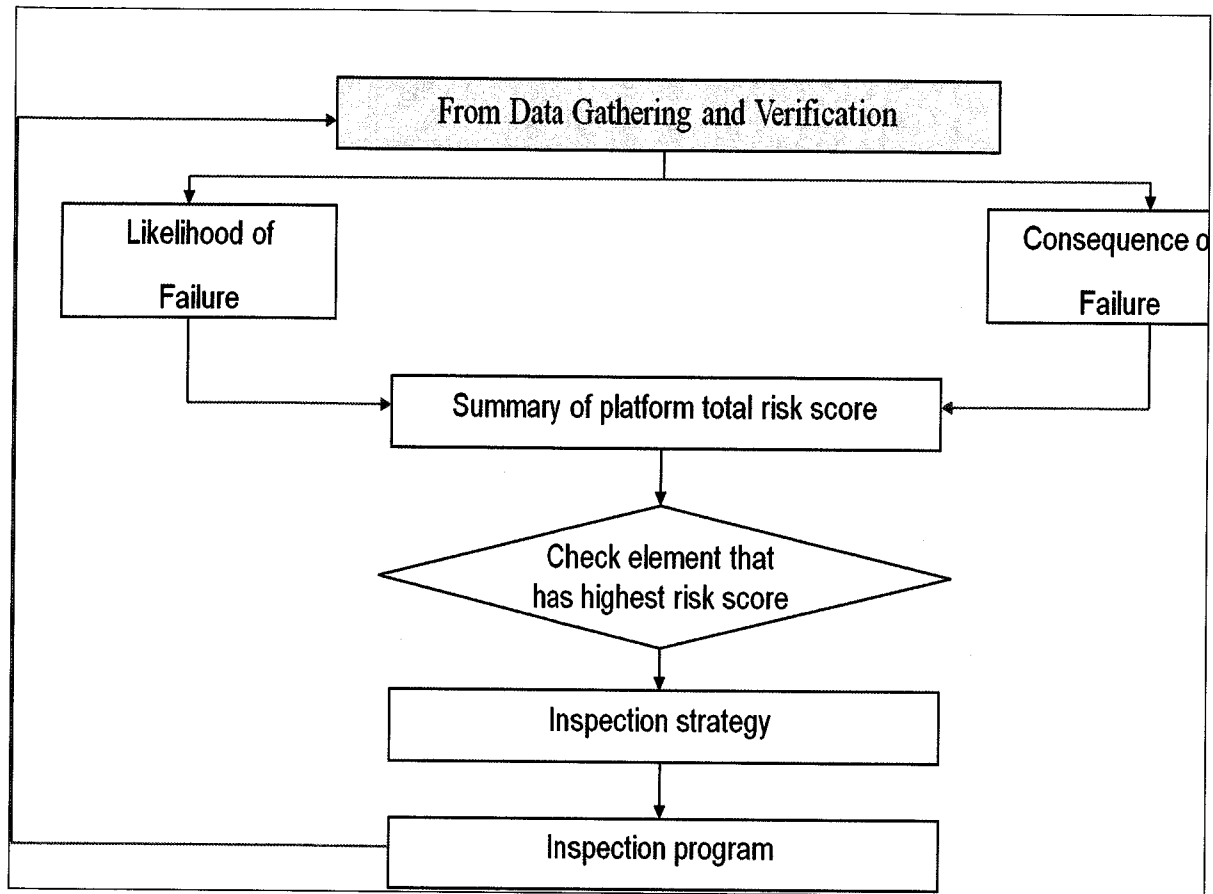 From Data Gathering and Verification
Likelihood of
Failure
Consequence o
Failure
Summary of platform total risk score
Check element that
has highest risk score
Inspection strategy
Inspection program